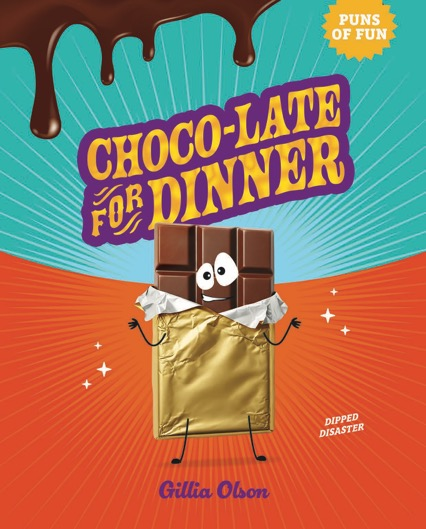 PUNS
OF FUN
CHOCO-LATE
FOR DINNER
DIPPED
DISASTER
Gillia Olson